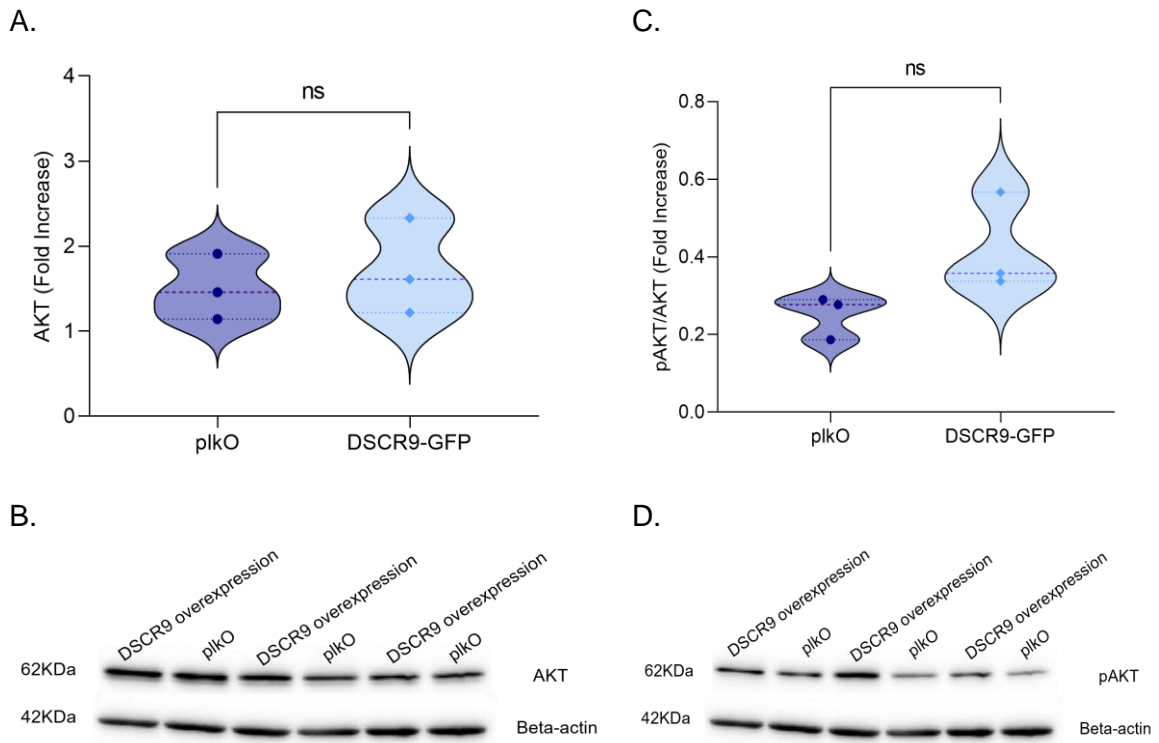 A.
ns
AKT (Fold Increase)
4
3
2
1
0
plkO
DSCR9-GFP
C.
ns
pAKT/AKT (Fold Increase)
0.8
0.6
0.4
0.2
0.0
plkO
DSCR9-GFP
B.
DSCR9 overexpression
plkO
DSCR9 overexpression
plkO
DSCR9 overexpression
plkO
62KDa
AKT
42KDa
Beta-actin
D.
DSCR9 overexpression
plkO
DSCR9 overexpression
plkO
DSCR9 overexpression
plkO
62KDa
pAKT
42KDa
Beta-actin